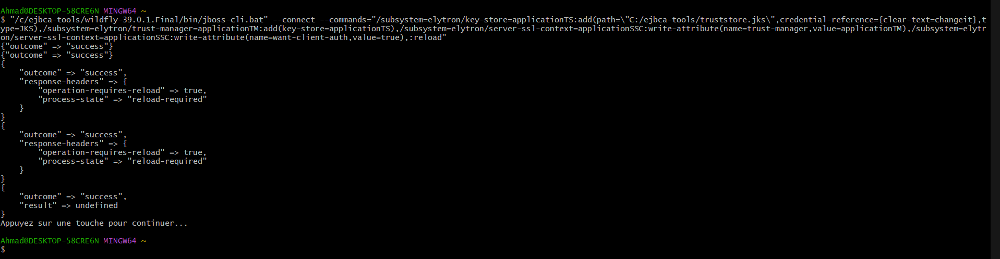 Ahmad@DESKTOP-58CRE6N MINGW64 ~
$ "/c/ejbca-tools/wildfly-39.0.1.Final/bin/jboss-cli.bat" --connect --commands="/subsystem=elytron/key-store=applicationTS:add(path=\"C:/ejbca-tools/truststore.jks\",credential-reference={clear-text=changeit},t
ype=JKS),/subsystem=elytron/trust-manager=applicationTM:add(key-store=applicationTS),/subsystem=elytron/server-ssl-context=applicationSSC:write-attribute(name=trust-manager,value=applicationTM),/subsystem=elytr
on/server-ssl-context=applicationSSC:write-attribute(name=want-client-auth,value=true),:reload"
{"outcome" => "success"}
{"outcome" => "success"}
{
    "outcome" => "success",
    "response-headers" => {
        "operation-requires-reload" => true,
        "process-state" => "reload-required"
    }
}
{
    "outcome" => "success",
    "response-headers" => {
        "operation-requires-reload" => true,
        "process-state" => "reload-required"
    }
}
{
    "outcome" => "success",
    "result" => undefined
}
Appuyez sur une touche pour continuer...
Ahmad@DESKTOP-58CRE6N MINGW64 ~
$